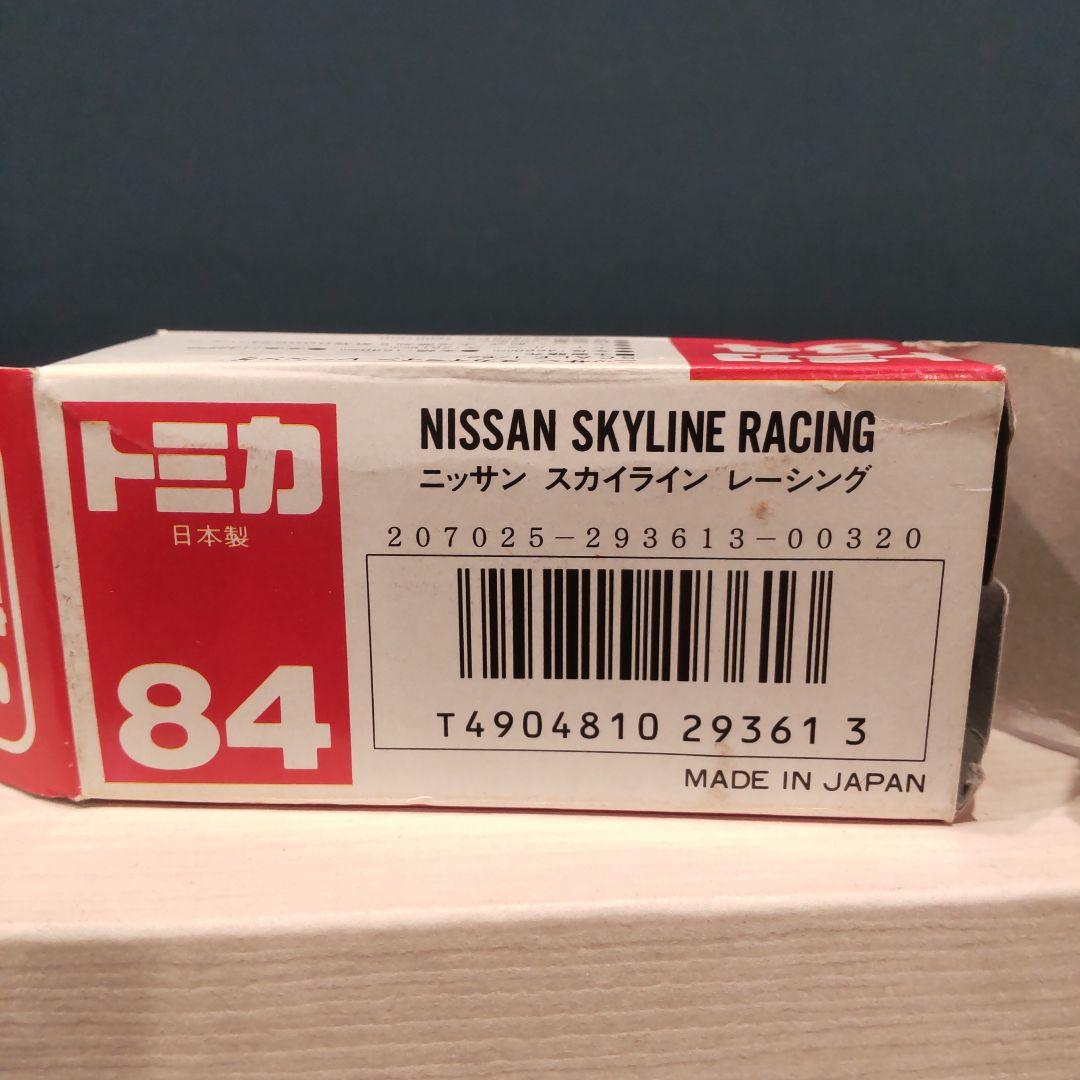 トミカ
日本製
84
NISSAN SKYLINE RACING
ニッサン スカイライン レーシング
207025-293613-00320
T4904810 29361 3
MADE IN JAPAN